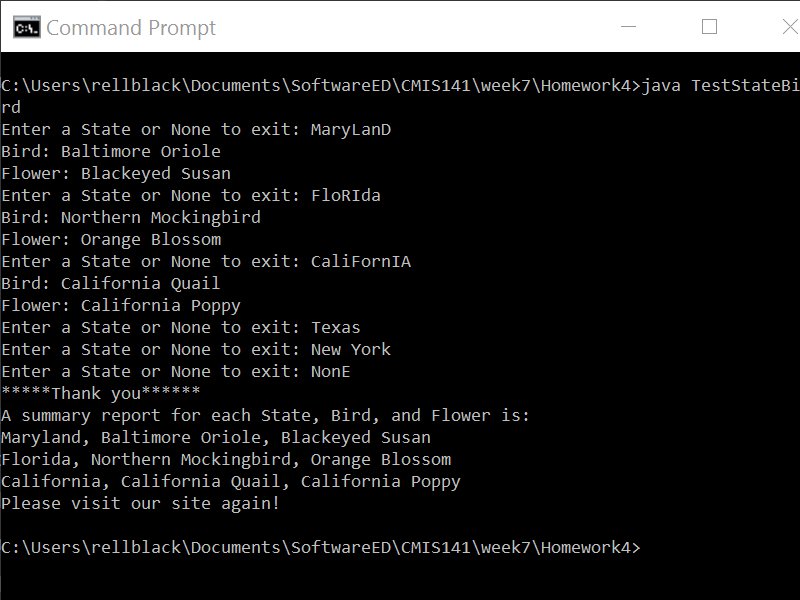 Command Prompt
C:\Users\rellblack\Documents\SoftwareED\CMIS141\week7\Homework4>java TestStateBi
rd
Enter a State or None to exit: MaryLanD
Bird: Baltimore Oriole
Flower: Blackeyed Susan
Enter a State or None to exit: FloRIda
Bird: Northern Mockingbird
Flower: Orange Blossom
Enter a State or None to exit: CaliFornIA
Bird: California Quail
Flower: California Poppy
Enter a State or None to exit: Texas
Enter a State or None to exit: New York
Enter a State or None to exit: NonE
*****Thank you******
A summary report for each State, Bird, and Flower is:
Maryland, Baltimore Oriole, Blackeyed Susan
Florida, Northern Mockingbird, Orange Blossom
California, California Quail, California Poppy
Please visit our site again!
C:\Users\rellblack\Documents\SoftwareED\CMIS141\week7\Homework4>